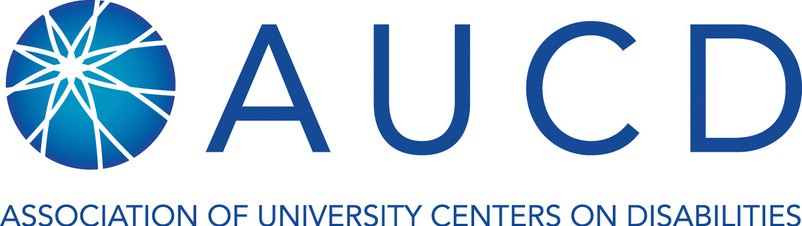 AUCD
ASSOCIATION OF UNIVERSITY CENTERS ON DISABILITIES